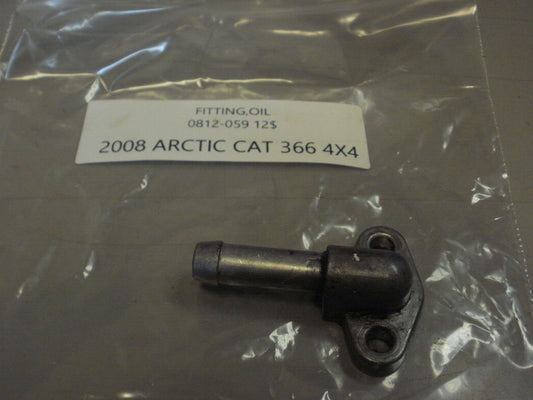 FITTING,OIL
0812-059 12$
2008 ARCTIC CAT 366 4X4